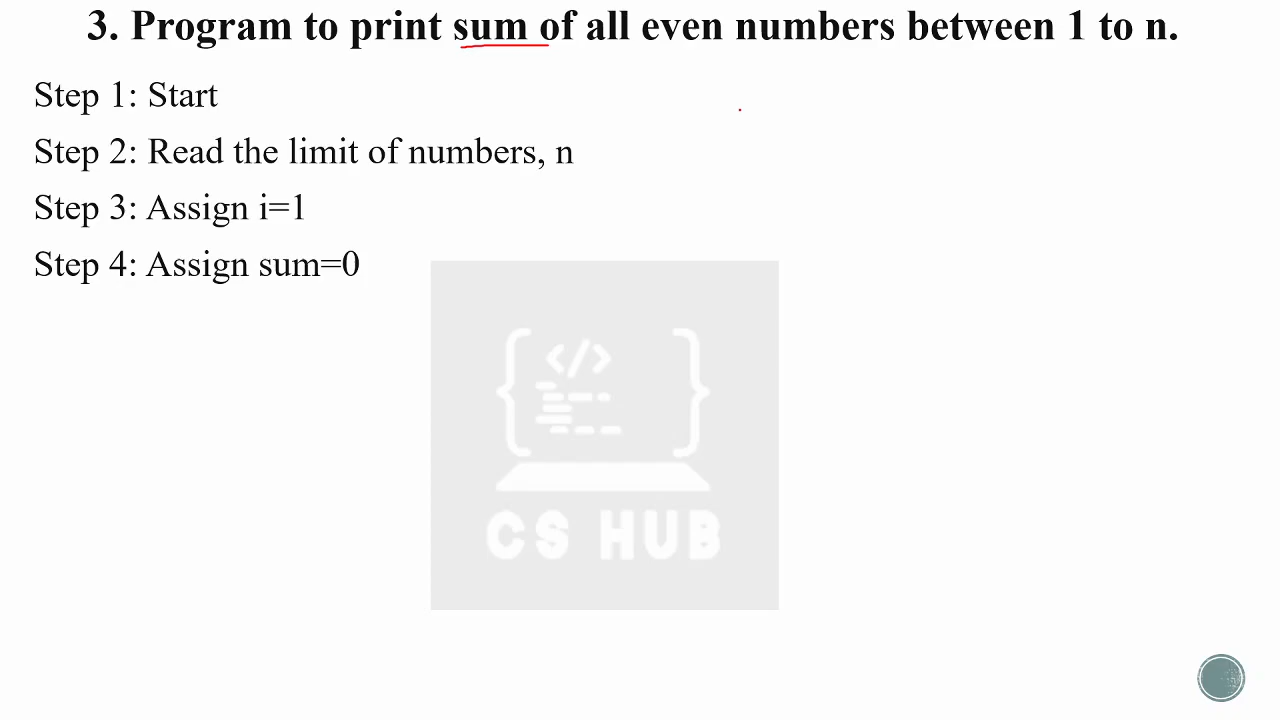 3. Program to print sum of all even numbers between 1 to n.
Step 1: Start
Step 2: Read the limit of numbers, n
Step 3: Assign i=1
Step 4: Assign sum=0
{ </> }
CS HUB